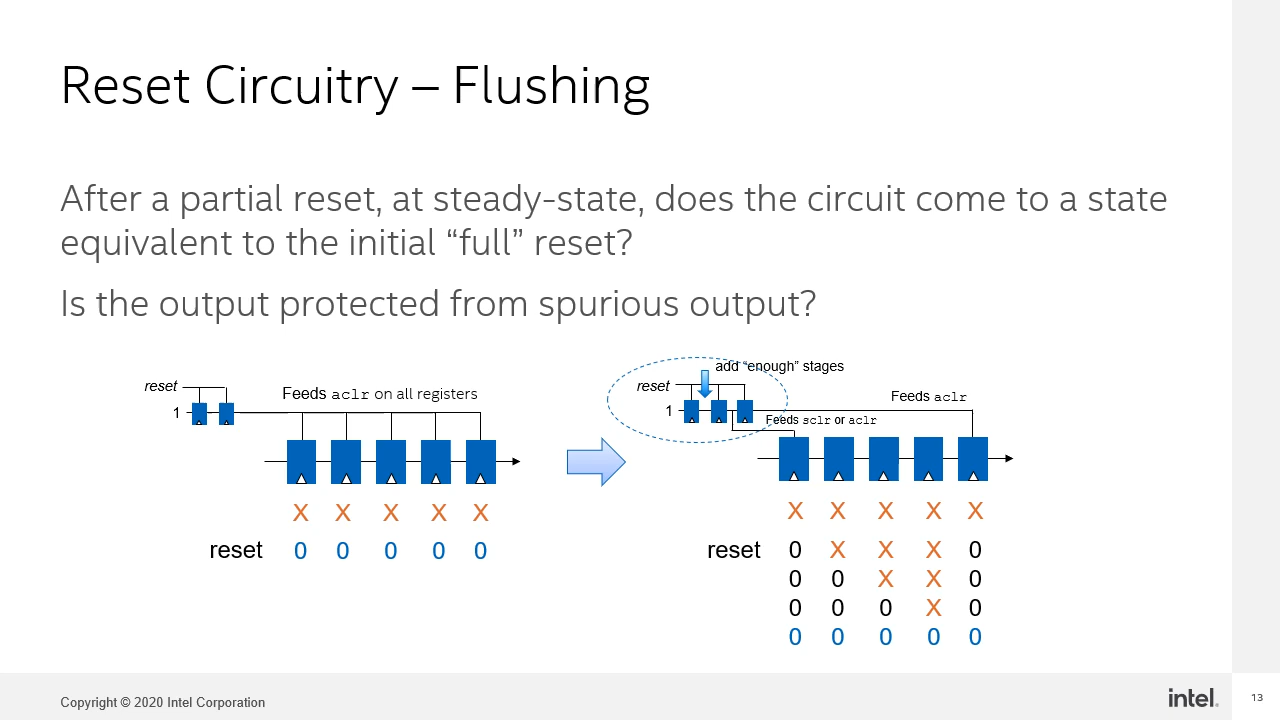 Reset Circuitry – Flushing
After a partial reset, at steady-state, does the circuit come to a state
equivalent to the initial “full” reset?
Is the output protected from spurious output?
reset
1
Feeds aclr on all registers
X X X X X
reset 0 0 0 0 0
add “enough” stages
reset
1
Feeds aclr
Feeds sclr or aclr
X X X X X
reset 0 X X X 0
0 0 X X 0
0 0 0 X 0
0 0 0 0 0
Copyright © 2020 Intel Corporation
intel.
13